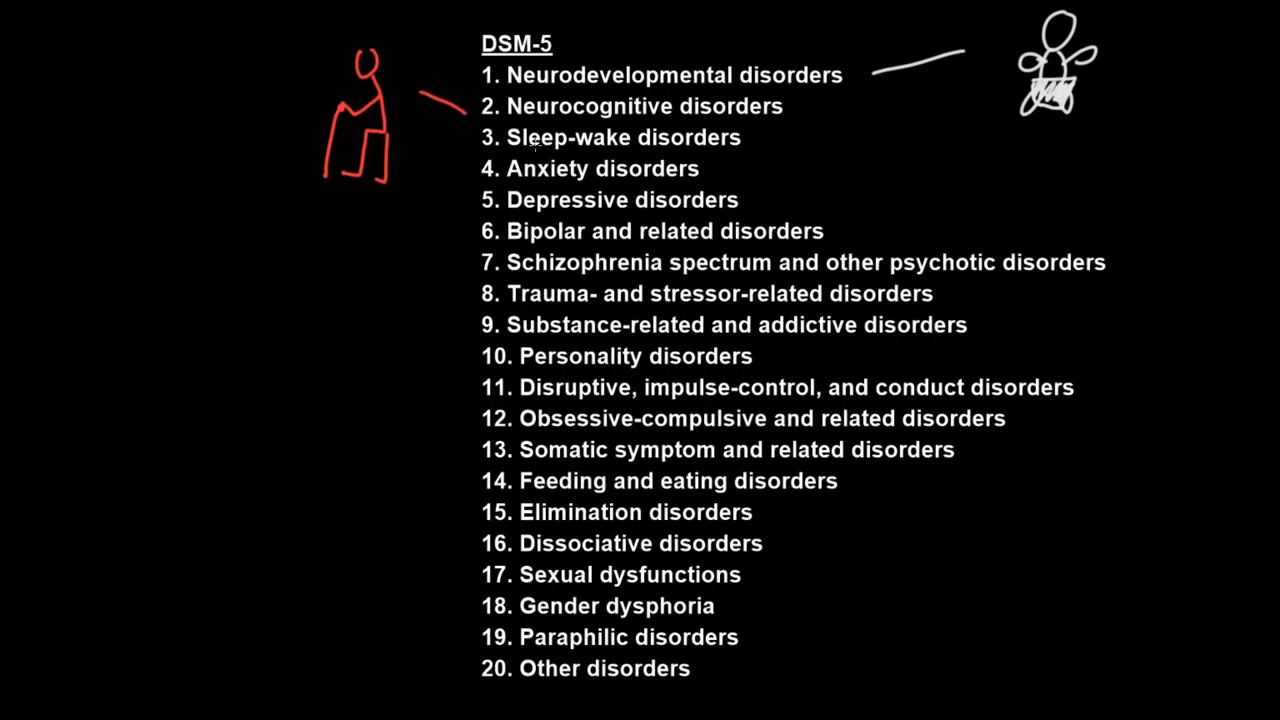 DSM-5
1. Neurodevelopmental disorders
2. Neurocognitive disorders
3. Sleep-wake disorders
4. Anxiety disorders
5. Depressive disorders
6. Bipolar and related disorders
7. Schizophrenia spectrum and other psychotic disorders
8. Trauma- and stressor-related disorders
9. Substance-related and addictive disorders
10. Personality disorders
11. Disruptive, impulse-control, and conduct disorders
12. Obsessive-compulsive and related disorders
13. Somatic symptom and related disorders
14. Feeding and eating disorders
15. Elimination disorders
16. Dissociative disorders
17. Sexual dysfunctions
18. Gender dysphoria
19. Paraphilic disorders
20. Other disorders